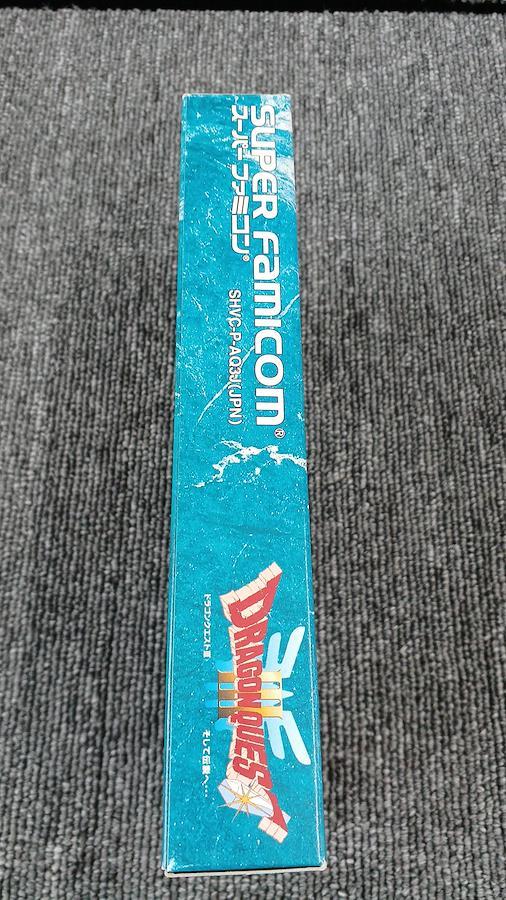 SUPER FAMICOM®
スーパーファミコン®
SHVC-P-AQ3J(JPN)
DRAGON QUEST
III
ドラゴンクエストⅢ
そして伝説へ…